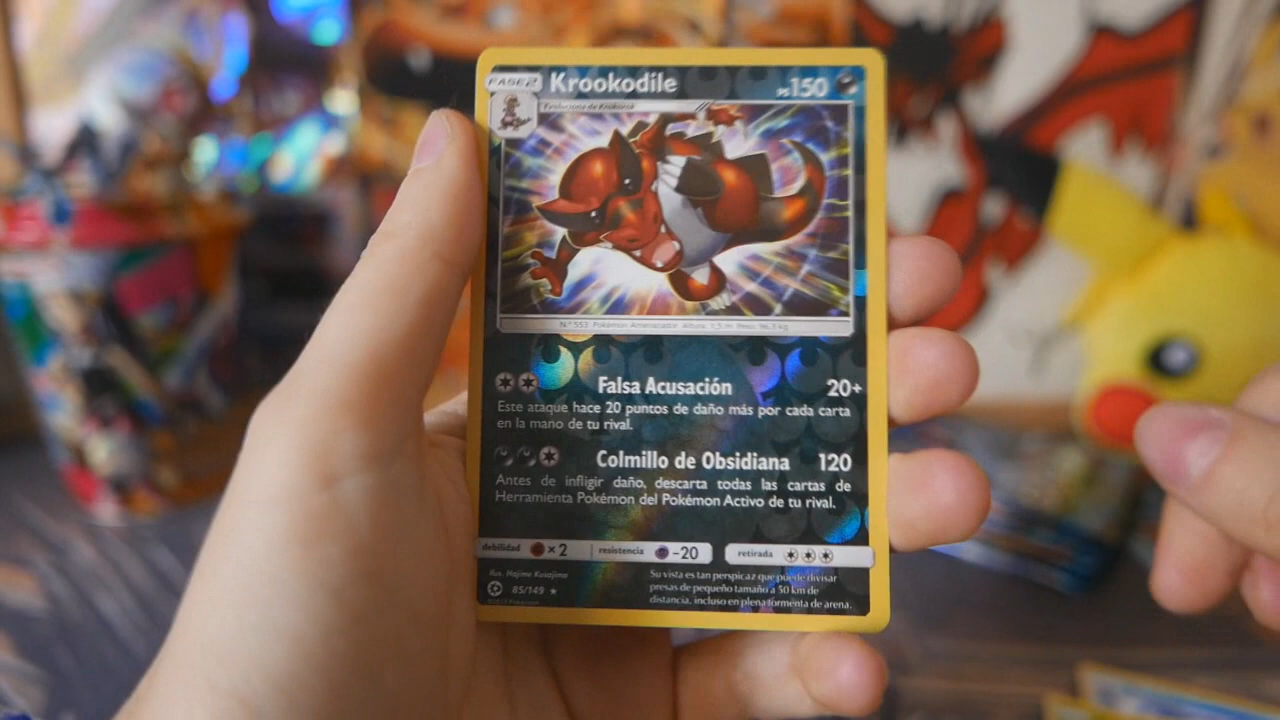 FASE 2 Krookodile PS 150
Evoluciona de Krokorok
N.º 553 Pokémon Amenazador Altura: 1,5 m Peso: 96,3 kg
Falsa Acusación 20+
Este ataque hace 20 puntos de daño más por cada carta
en la mano de tu rival.
Colmillo de Obsidiana 120
Antes de infligir daño, descarta todas las cartas de
Herramienta Pokémon del Pokémon Activo de tu rival.
debilidad ×2 resistencia -20 retirada
Ilus. Hajime Kusajima
85/149
Su vista es tan perspicaz que puede divisar
presas de pequeño tamaño a 50 km de
distancia, incluso en plena tormenta de arena.